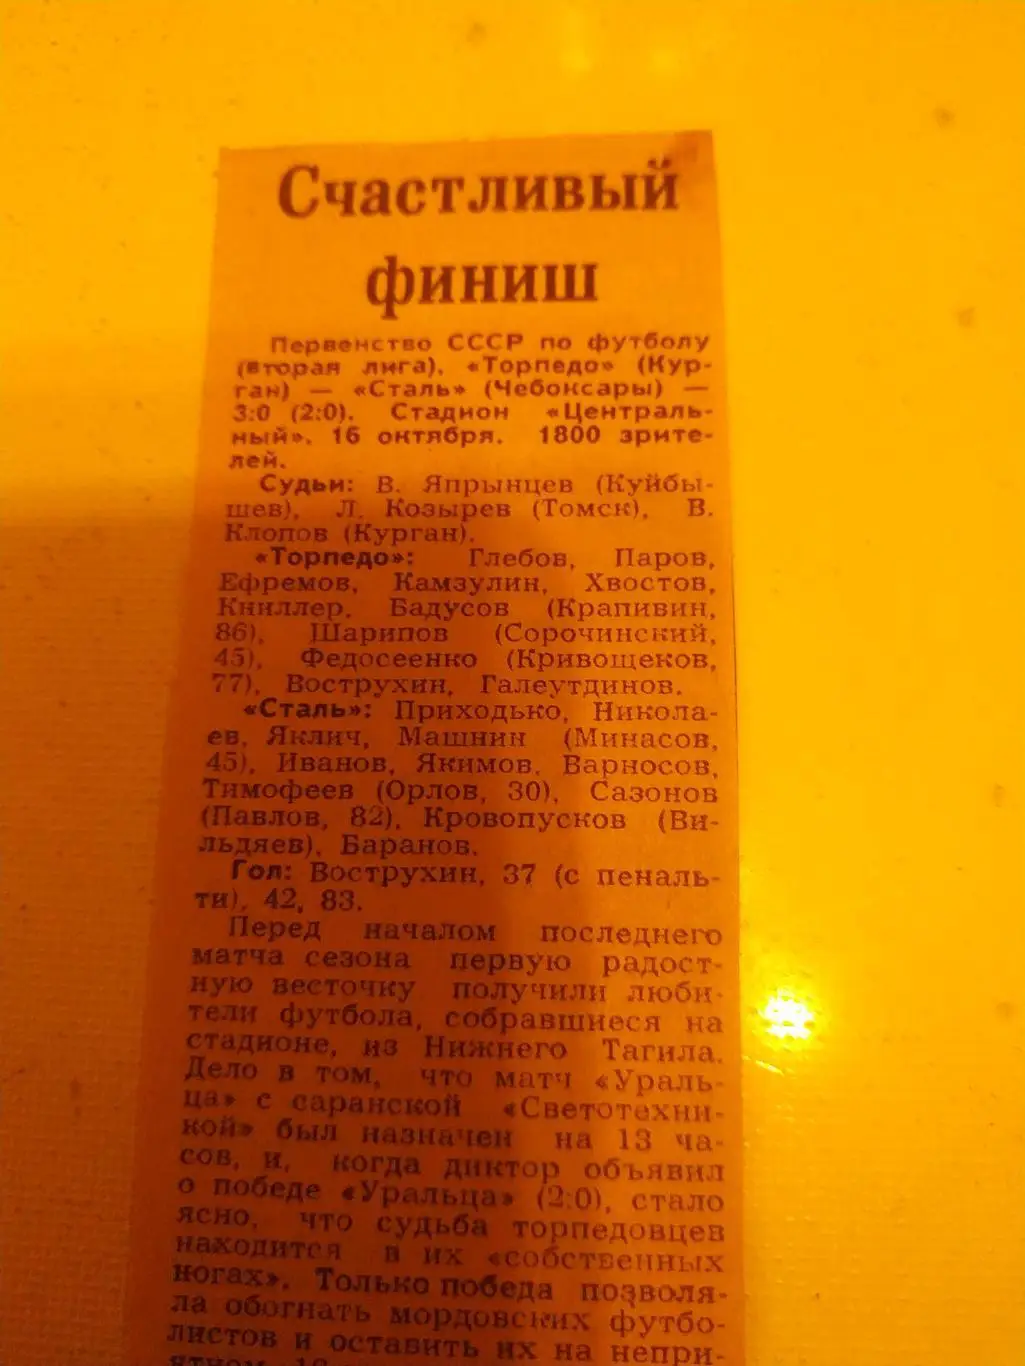 Счастливый
финиш
Первенство СССР по футболу
(вторая лига). «Торпедо» (Кур-
ган) — «Сталь» (Чебоксары) —
3:0 (2:0). Стадион «Централь-
ный». 16 октября. 1800 зрите-
лей.
Судьи: В. Япрынцев (Куйбы-
шев), Л. Козырев (Томск), В.
Клопов (Курган).
«Торпедо»: Глебов, Паров,
Ефремов, Камзулин, Хвостов,
Книллер, Бадусов (Крапивин,
86), Шарипов (Сорочинский,
45), Федосеенко (Кривощеков,
77), Вострухин, Галеутдинов.
«Сталь»: Приходько, Никола-
ев, Яклич, Машнин (Минасов,
45), Иванов, Якимов, Варносов,
Тимофеев (Орлов, 30), Сазонов
(Павлов, 82), Кровопусков (Ви-
льдяев), Баранов.
Гол: Вострухин, 37 (с пеналь-
ти), 42, 83.
Перед началом последнего
матча сезона первую радост-
ную весточку получили люби-
тели футбола, собравшиеся на
стадионе, из Нижнего Тагила.
Дело в том, что матч «Ураль-
ца» с саранской «Светотехни-
кой» был назначен на 13 ча-
сов, и, когда диктор объявил
о победе «Уральца» (2:0), стало
ясно, что судьба торпедовцев
находится в их «собственных
ногах». Только победа позволя-
ла обогнать мордовских футбо-
листов и оставить их на непри-